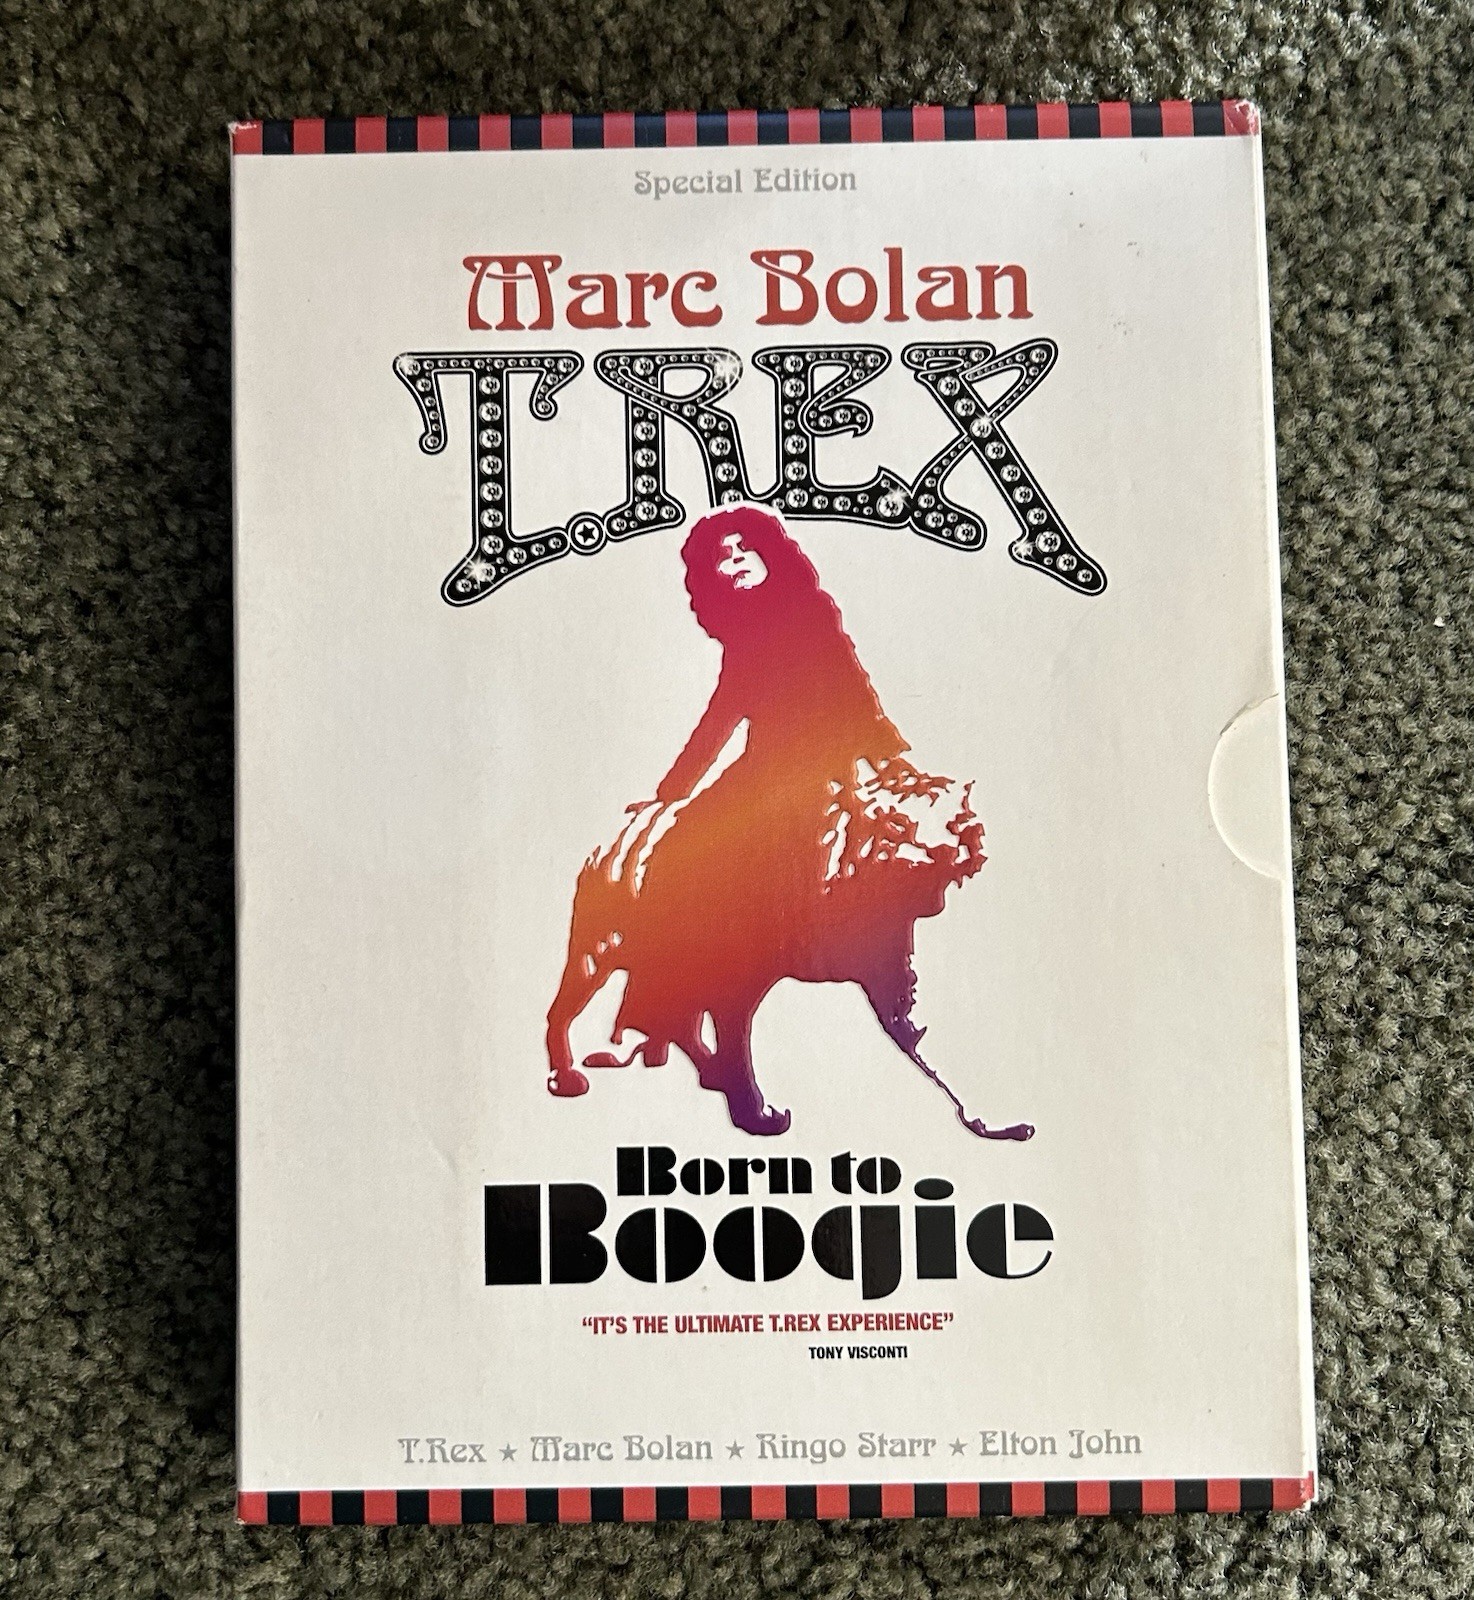 Special Edition
Marc Bolan
T.REX
Born to
Boogie
“IT’S THE ULTIMATE T.REX EXPERIENCE”
TONY VISCONTI
T.Rex ★ Marc Bolan ★ Ringo Starr ★ Elton John